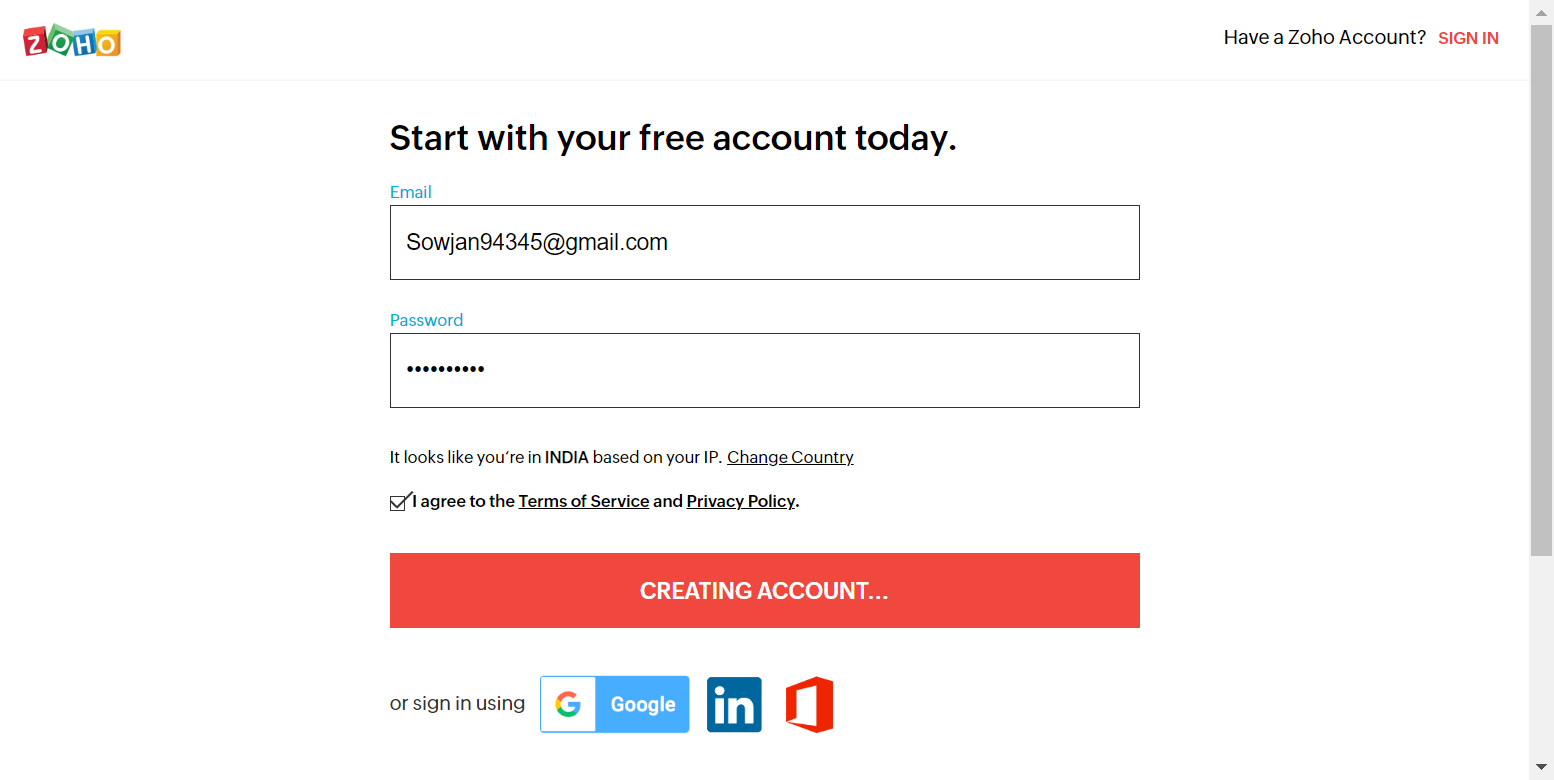 ZOHO
Have a Zoho Account? SIGN IN
Start with your free account today.
Email
Sowjan94345@gmail.com
Password
••••••••••
It looks like you’re in INDIA based on your IP. Change Country
I agree to the Terms of Service and Privacy Policy.
CREATING ACCOUNT...
or sign in using G Google in